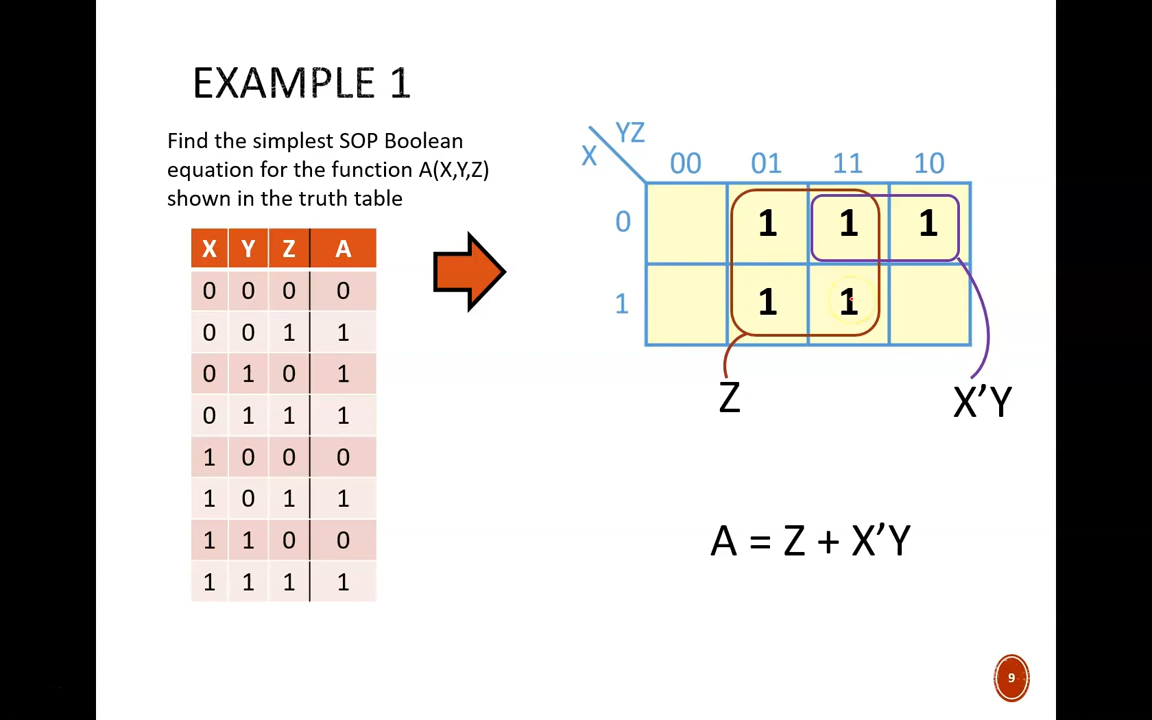 EXAMPLE 1
Find the simplest SOP Boolean
equation for the function A(X,Y,Z)
shown in the truth table
X Y Z A
0 0 0 0
0 0 1 1
0 1 0 1
0 1 1 1
1 0 0 0
1 0 1 1
1 1 0 0
1 1 1 1
YZ
X
00 01 11 10
0 1 1 1
1 1 1
Z
X’Y
A = Z + X’Y
9